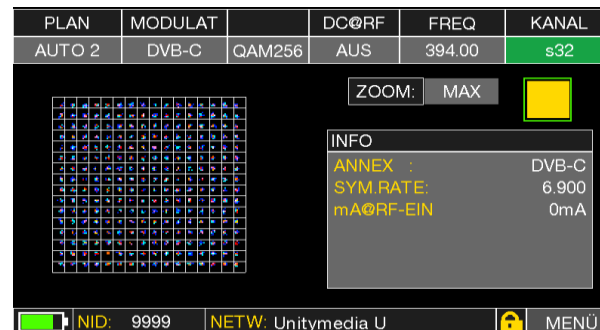 PLAN MODULAT DC@RF FREQ KANAL
AUTO 2 DVB-C QAM256 AUS 394.00 s32
ZOOM: MAX
INFO
ANNEX : DVB-C
SYM.RATE: 6.900
mA@RF-EIN 0mA
NID: 9999 NETW: Unitymedia U MENÜ